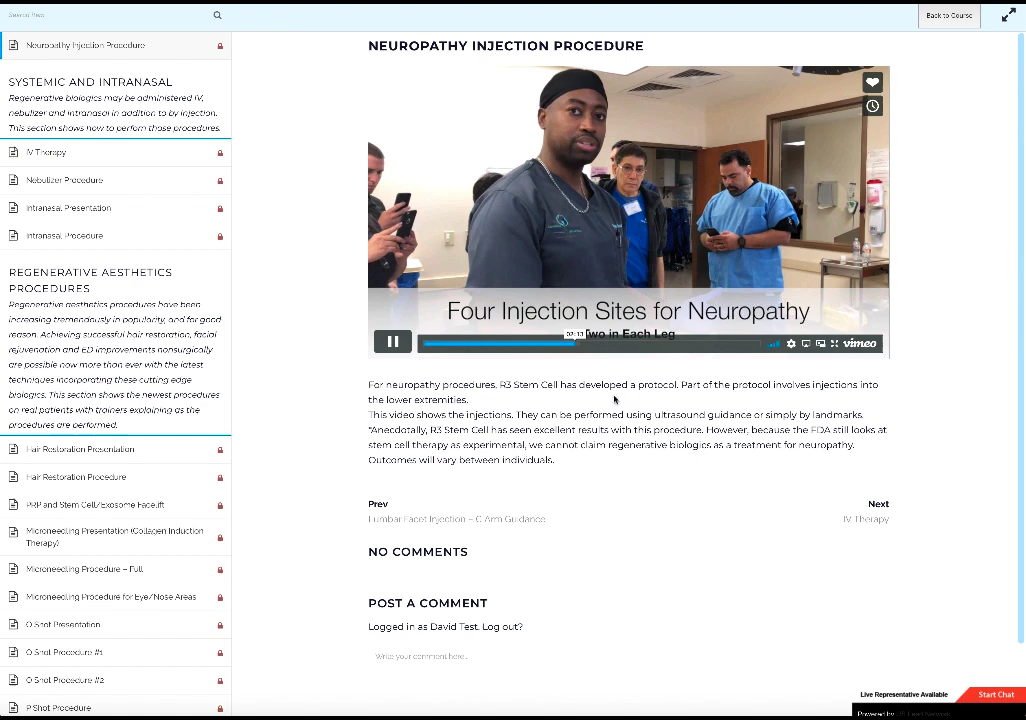 Search item
Back to Course
Neuropathy Injection Procedure
SYSTEMIC AND INTRANASAL
Regenerative biologics may be administered IV,
nebulizer and intranasal in addition to by injection.
This section shows how to perfom those procedures.
IV Therapy
Nebulizer Procedure
Intranasal Presentation
Intranasal Procedure
REGENERATIVE AESTHETICS
PROCEDURES
Regenerative aesthetics procedures have been
increasing tremendously in popularity, and for good
reason. Achieving successful hair restoration, facial
rejuvenation and ED improvements nonsurgically
are possible now more than ever with the latest
techniques incorporating these cutting edge
biologics. This section shows the newest procedures
on real patients with trainers explaining as the
procedures are performed.
Hair Restoration Presentation
Hair Restoration Procedure
PRP and Stem Cell/Exosome Facelift
Microneedling Presentation (Collagen Induction
Therapy)
Microneedling Procedure – Full
Microneedling Procedure for Eye/Nose Areas
O Shot Presentation
O Shot Procedure #1
O Shot Procedure #2
P Shot Procedure
NEUROPATHY INJECTION PROCEDURE
Four Injection Sites for Neuropathy
Two in Each Leg
02:13
vimeo
For neuropathy procedures, R3 Stem Cell has developed a protocol. Part of the protocol involves injections into
the lower extremities.
This video shows the injections. They can be performed using ultrasound guidance or simply by landmarks.
*Anecdotally, R3 Stem Cell has seen excellent results with this procedure. However, because the FDA still looks at
stem cell therapy as experimental, we cannot claim regenerative biologics as a treatment for neuropathy.
Outcomes will vary between individuals.
Prev
Next
Lumbar Facet Injection – C Arm Guidance
IV Therapy
NO COMMENTS
POST A COMMENT
Logged in as David Test. Log out?
Write your comment here...
Live Representative Available
Start Chat
Powered by
Lead Network